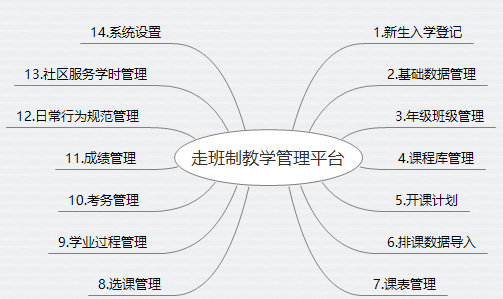 走班制教学管理平台
1.新生入学登记
2.基础数据管理
3.年级班级管理
4.课程库管理
5.开课计划
6.排课数据导入
7.课表管理
8.选课管理
9.学业过程管理
10.考务管理
11.成绩管理
12.日常行为规范管理
13.社区服务学时管理
14.系统设置